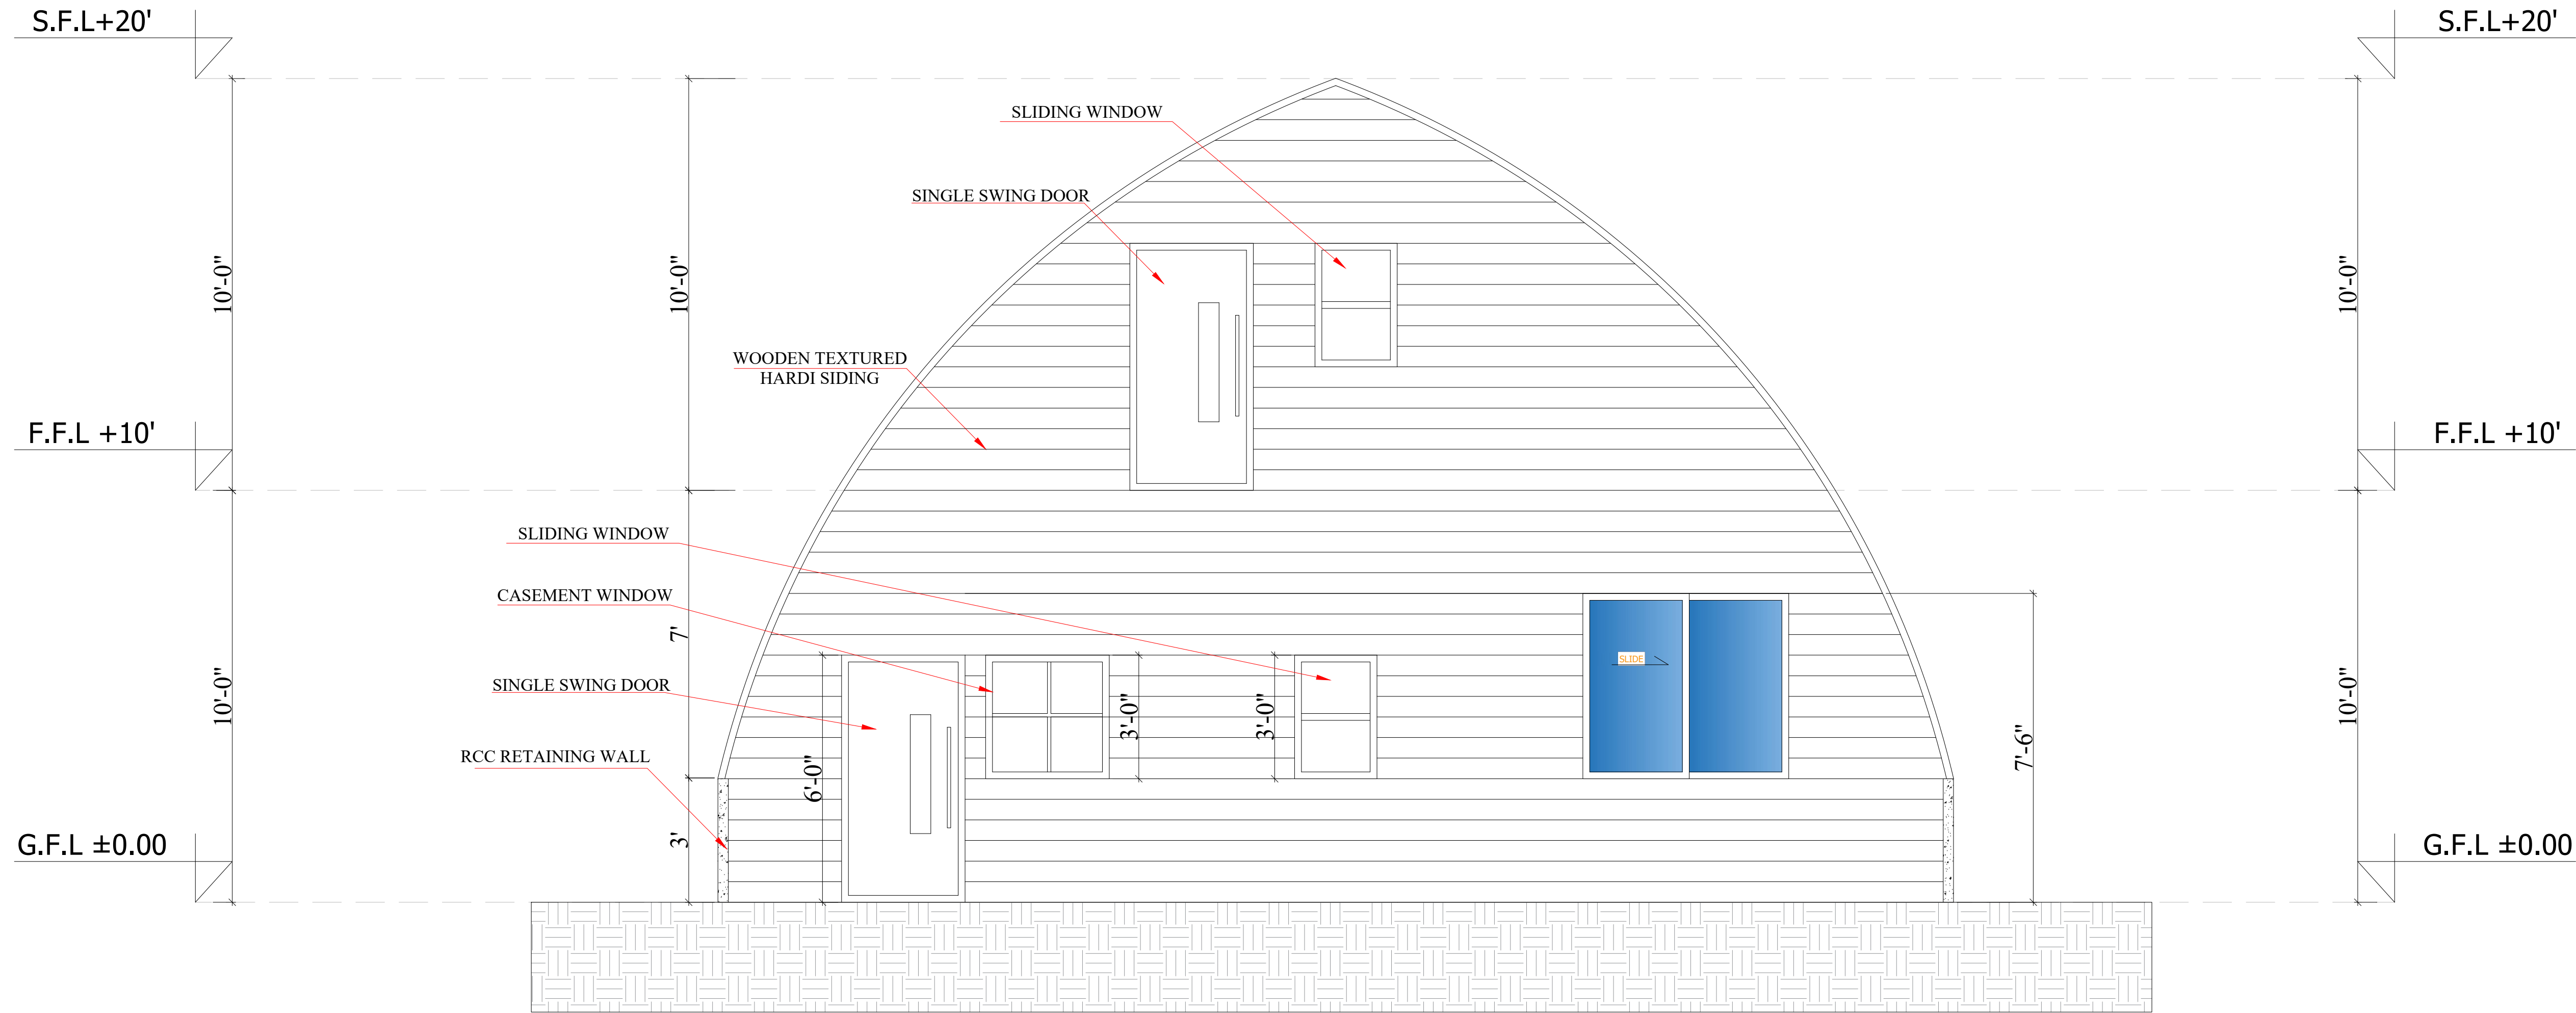 S.F.L+20'
S.F.L+20'
SLIDING WINDOW
SINGLE SWING DOOR
10'-0"
10'-0"
10'-0"
WOODEN TEXTURED
HARDI SIDING
F.F.L +10'
F.F.L +10'
SLIDING WINDOW
CASEMENT WINDOW
7'
SLIDE
SINGLE SWING DOOR
10'-0"
3'-0"
3'-0"
10'-0"
RCC RETAINING WALL
6'-0"
7'-6"
3'
G.F.L ±0.00
G.F.L ±0.00